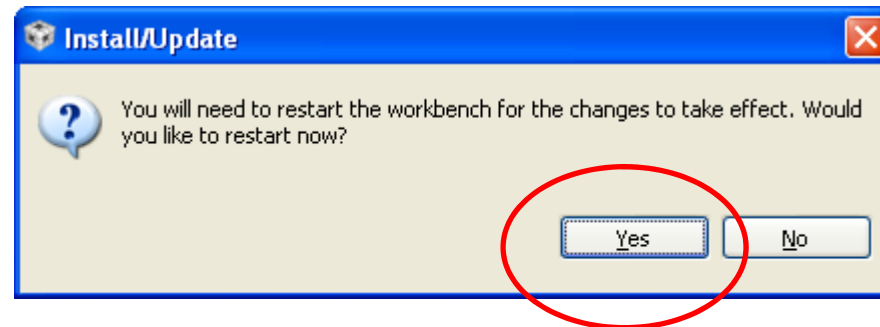 Install/Update
You will need to restart the workbench for the changes to take effect. Would
you like to restart now?
Yes
No